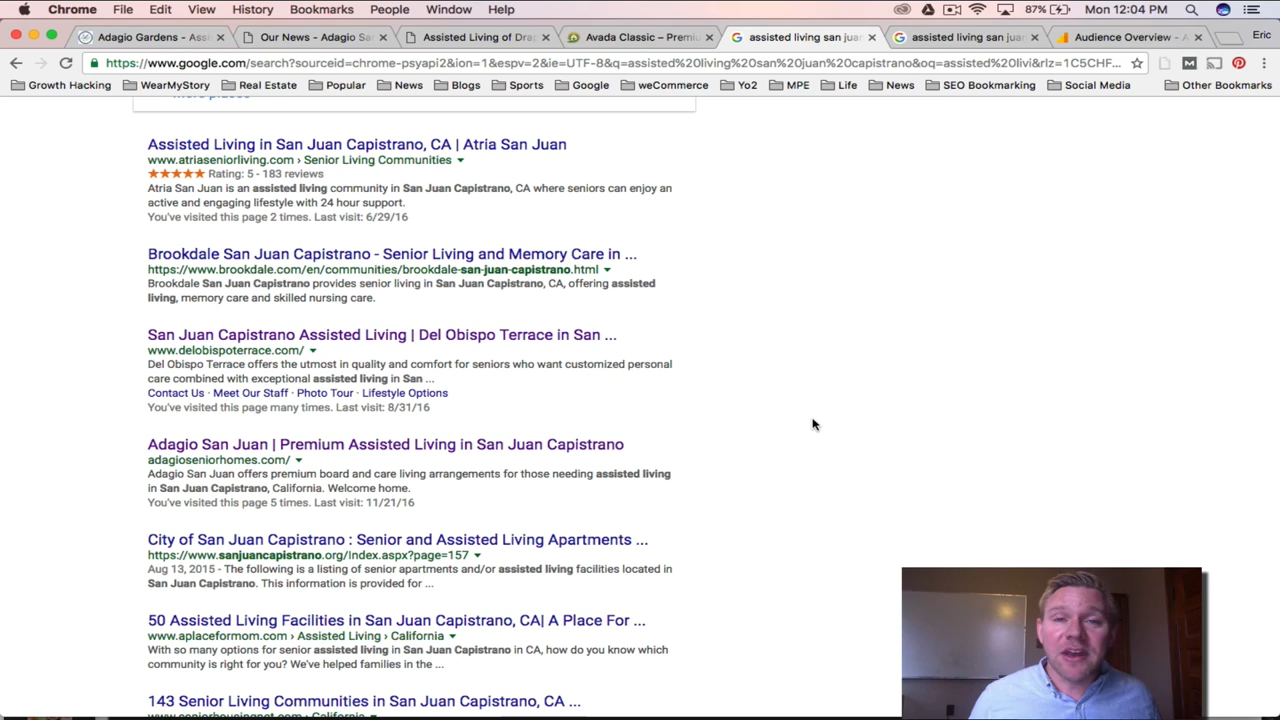 Chrome File Edit View History Bookmarks People Window Help 87% Mon 12:04 PM
Adagio Gardens - Assi Our News - Adagio Sa Assisted Living of Dra Avada Classic – Premiu assisted living san juan assisted living san juan Audience Overview - A Eric
https://www.google.com/search?sourceid=chrome-psyapi2&ion=1&espv=2&ie=UTF-8&q=assisted%20living%20san%20juan%20capistrano&oq=assisted%20livi&rlz=1C5CHF...
Growth Hacking WearMyStory Real Estate Popular News Blogs Sports Google weCommerce Yo2 MPE Life News SEO Bookmarking Social Media Other Bookmarks
More places
Assisted Living in San Juan Capistrano, CA | Atria San Juan
www.atriaseniorliving.com › Senior Living Communities
Rating: 5 - 183 reviews
Atria San Juan is an assisted living community in San Juan Capistrano, CA where seniors can enjoy an
active and engaging lifestyle with 24 hour support.
You've visited this page 2 times. Last visit: 6/29/16
Brookdale San Juan Capistrano - Senior Living and Memory Care in ...
https://www.brookdale.com/en/communities/brookdale-san-juan-capistrano.html
Brookdale San Juan Capistrano provides senior living in San Juan Capistrano, CA, offering assisted
living, memory care and skilled nursing care.
San Juan Capistrano Assisted Living | Del Obispo Terrace in San ...
www.delobispoterrace.com/
Del Obispo Terrace offers the utmost in quality and comfort for seniors who want customized personal
care combined with exceptional assisted living in San ...
Contact Us · Meet Our Staff · Photo Tour · Lifestyle Options
You've visited this page many times. Last visit: 8/31/16
Adagio San Juan | Premium Assisted Living in San Juan Capistrano
adagioseniorhomes.com/
Adagio San Juan offers premium board and care living arrangements for those needing assisted living
in San Juan Capistrano, California. Welcome home.
You've visited this page 5 times. Last visit: 11/21/16
City of San Juan Capistrano : Senior and Assisted Living Apartments ...
https://www.sanjuancapistrano.org/Index.aspx?page=157
Aug 13, 2015 - The following is a listing of senior apartments and/or assisted living facilities located in
San Juan Capistrano. This information is provided for ...
50 Assisted Living Facilities in San Juan Capistrano, CA| A Place For ...
www.aplaceformom.com › Assisted Living › California
With so many options for senior assisted living in San Juan Capistrano in CA, how do you know which
community is right for you? We've helped families in the ...
143 Senior Living Communities in San Juan Capistrano, CA ...
www.seniorhousingnet.com › California